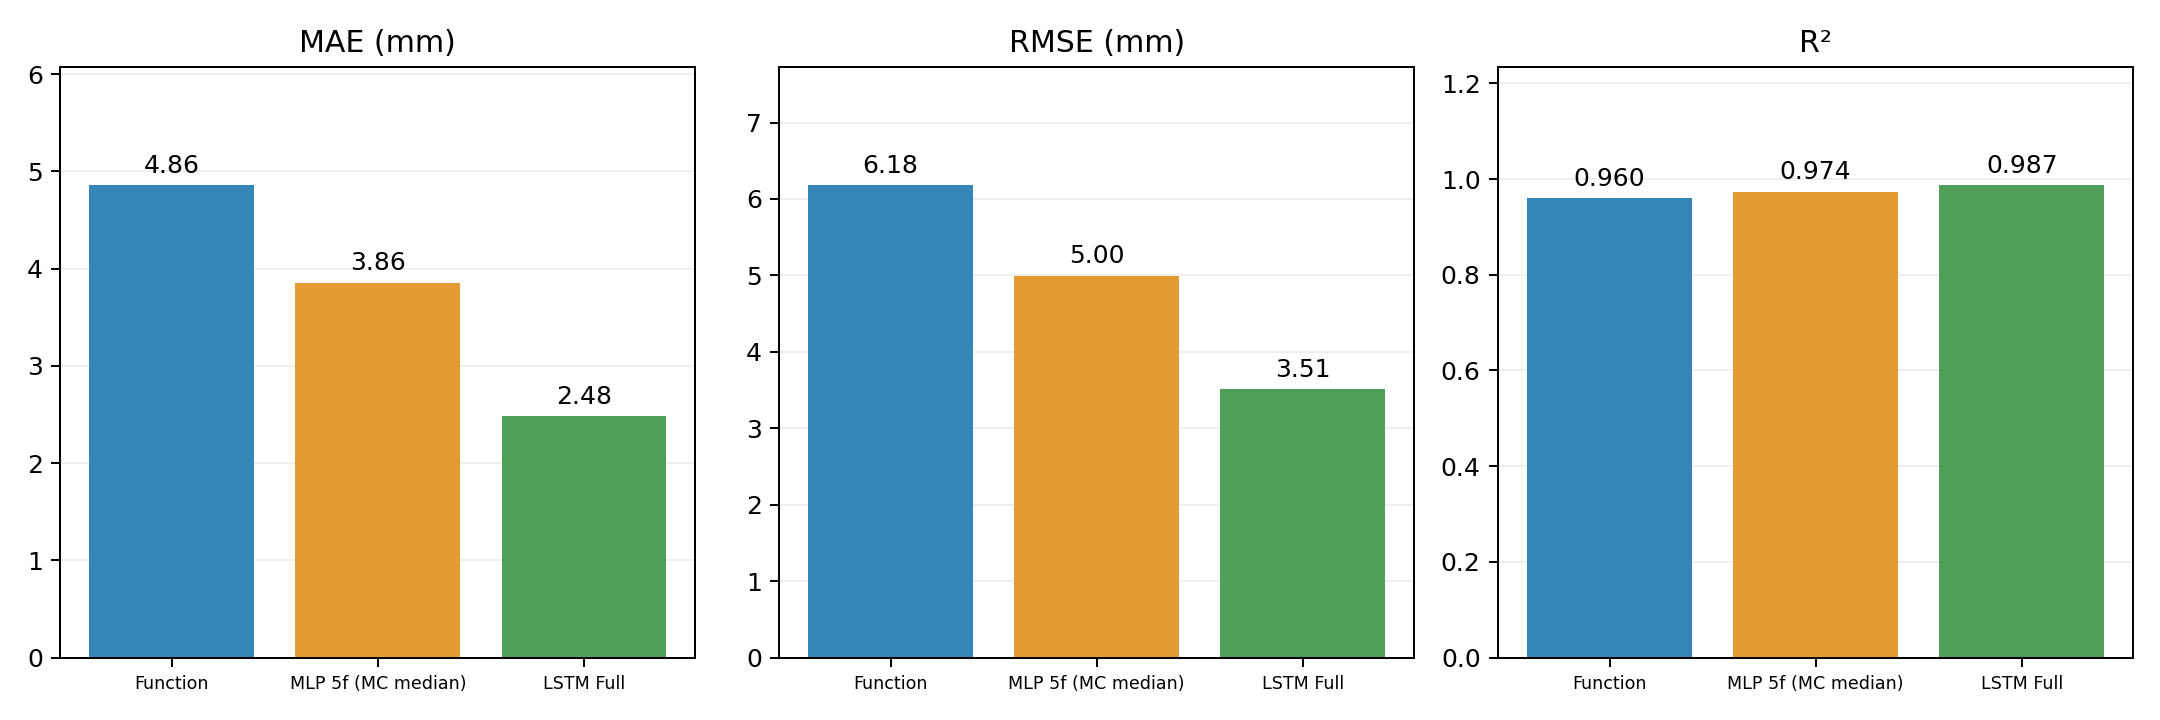 MAE (mm)
6
5
4
3
2
1
0
4.86
3.86
2.48
Function
MLP 5f (MC median)
LSTM Full
RMSE (mm)
7
6
5
4
3
2
1
0
6.18
5.00
3.51
Function
MLP 5f (MC median)
LSTM Full
R²
1.2
1.0
0.8
0.6
0.4
0.2
0.0
0.960
0.974
0.987
Function
MLP 5f (MC median)
LSTM Full